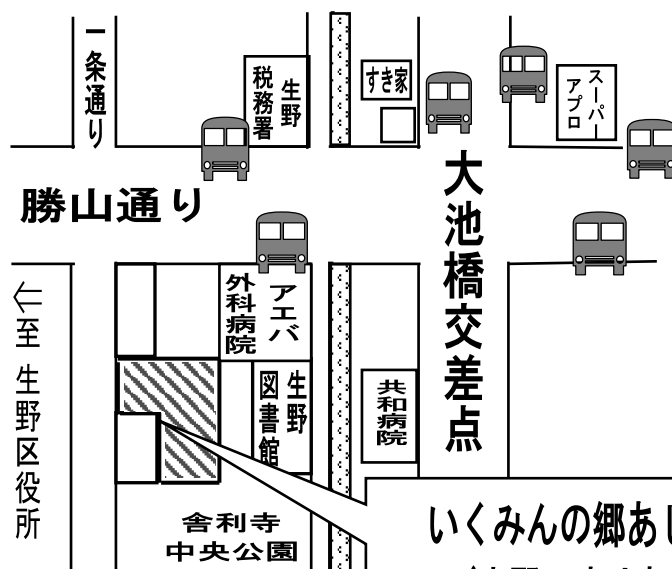 一条通り
生野
税務署
すき家
スーパー
アプロ
勝山通り
大池橋交差点
←至 生野区役所
アエバ
外科病院
生野
図書館
共和病院
舎利寺
中央公園
いくみんの郷あじ